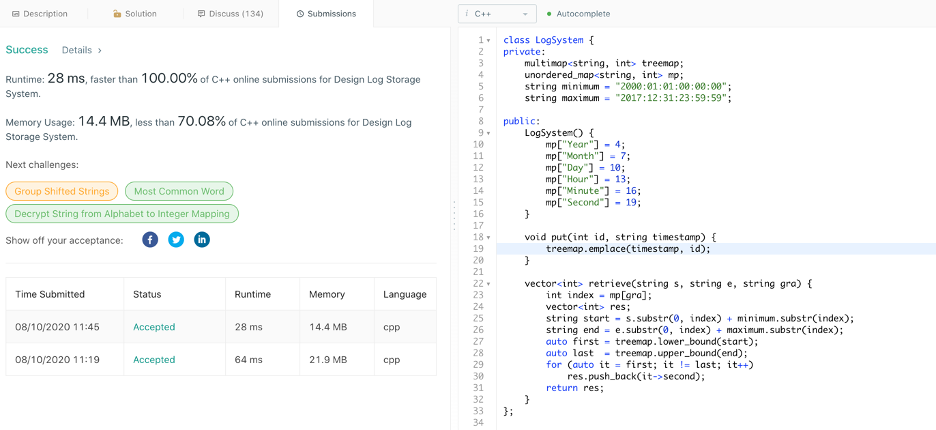 Description
Solution
Discuss (134)
Submissions
i C++
Autocomplete
Success Details >
Runtime: 28 ms, faster than 100.00% of C++ online submissions for Design Log Storage
System.
Memory Usage: 14.4 MB, less than 70.08% of C++ online submissions for Design Log
Storage System.
Next challenges:
Group Shifted Strings
Most Common Word
Decrypt String from Alphabet to Integer Mapping
Show off your acceptance:
Time Submitted Status Runtime Memory Language
08/10/2020 11:45 Accepted 28 ms 14.4 MB cpp
08/10/2020 11:19 Accepted 64 ms 21.9 MB cpp
1 class LogSystem {
2 private:
3     multimap<string, int> treemap;
4     unordered_map<string, int> mp;
5     string minimum = "2000:01:01:00:00:00";
6     string maximum = "2017:12:31:23:59:59";
7
8 public:
9     LogSystem() {
10         mp["Year"] = 4;
11         mp["Month"] = 7;
12         mp["Day"] = 10;
13         mp["Hour"] = 13;
14         mp["Minute"] = 16;
15         mp["Second"] = 19;
16     }
17
18     void put(int id, string timestamp) {
19         treemap.emplace(timestamp, id);
20     }
21
22     vector<int> retrieve(string s, string e, string gra) {
23         int index = mp[gra];
24         vector<int> res;
25         string start = s.substr(0, index) + minimum.substr(index);
26         string end = e.substr(0, index) + maximum.substr(index);
27         auto first = treemap.lower_bound(start);
28         auto last  = treemap.upper_bound(end);
29         for (auto it = first; it != last; it++)
30             res.push_back(it->second);
31         return res;
32     }
33 };
34